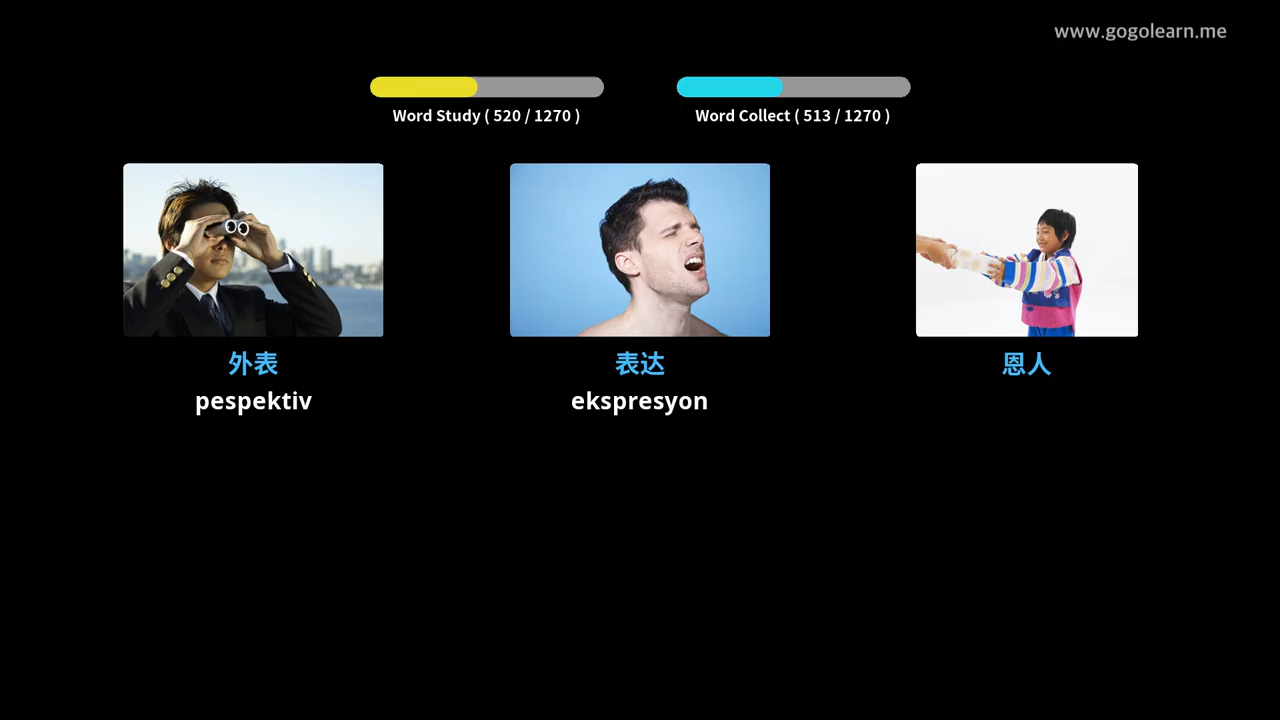 www.gogolearn.me
Word Study ( 520 / 1270 )
Word Collect ( 513 / 1270 )
外表
表达
恩人
pespektiv
ekspresyon